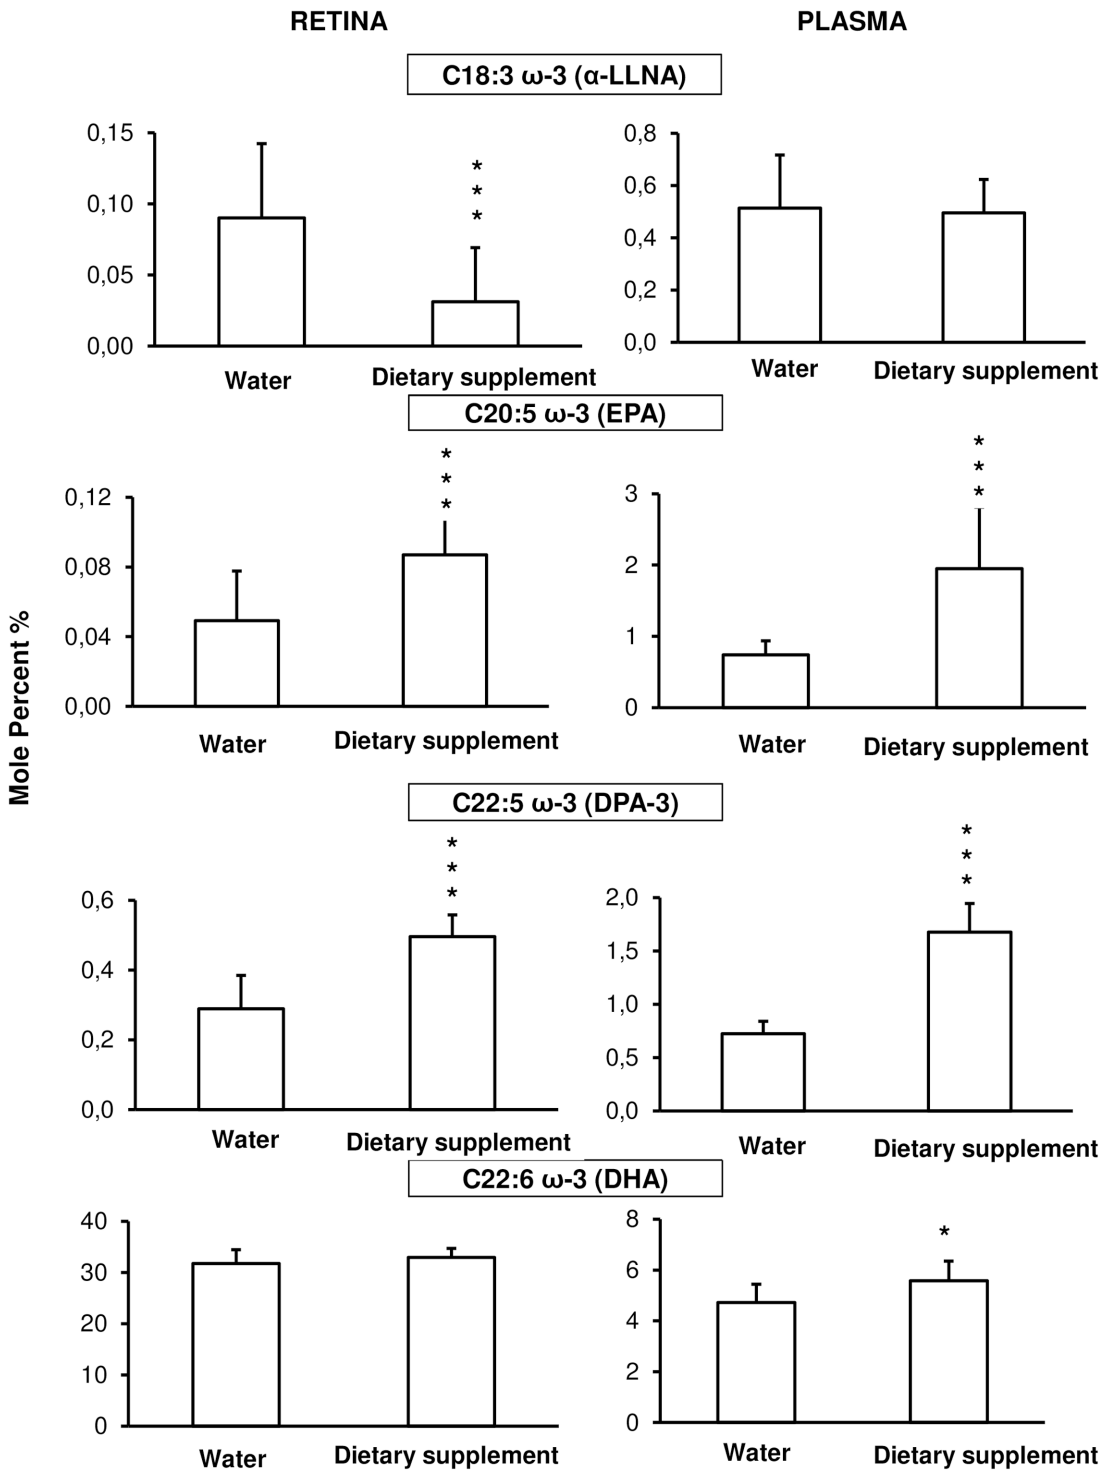 RETINA PLASMA
C18:3 ω-3 (α-LLNA)
0,15
0,10
0,05
0,00
* * *
Water Dietary supplement
0,8
0,6
0,4
0,2
0,0
Water Dietary supplement
C20:5 ω-3 (EPA)
Mole Percent %
0,12
0,08
0,04
0,00
* * *
Water Dietary supplement
3
2
1
0
* * *
Water Dietary supplement
C22:5 ω-3 (DPA-3)
0,6
0,4
0,2
0,0
* * *
Water Dietary supplement
2,0
1,5
1,0
0,5
0,0
* * *
Water Dietary supplement
C22:6 ω-3 (DHA)
40
30
20
10
0
Water Dietary supplement
8
6
4
2
0
*
Water Dietary supplement